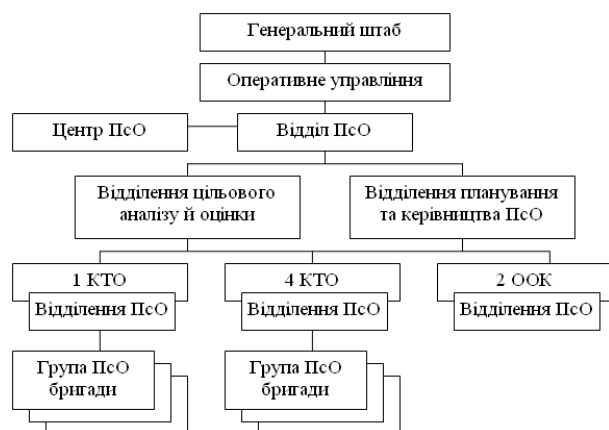 Генеральний штаб
Оперативне управління
Центр ПсО
Відділ ПсО
Відділення цільового
аналізу й оцінки
Відділення планування
та керівництва ПсО
1 КТО
Відділення ПсО
4 КТО
Відділення ПсО
2 ООК
Відділення ПсО
Група ПсО
бригади
Група ПсО
бригади